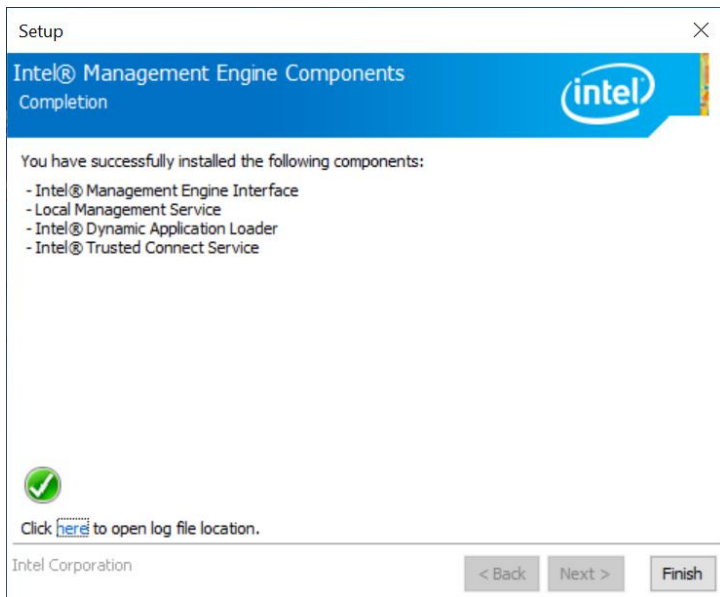 Setup
Intel® Management Engine Components
Completion
intel
You have successfully installed the following components:
- Intel® Management Engine Interface
- Local Management Service
- Intel® Dynamic Application Loader
- Intel® Trusted Connect Service
Click here to open log file location.
Intel Corporation
< Back Next > Finish